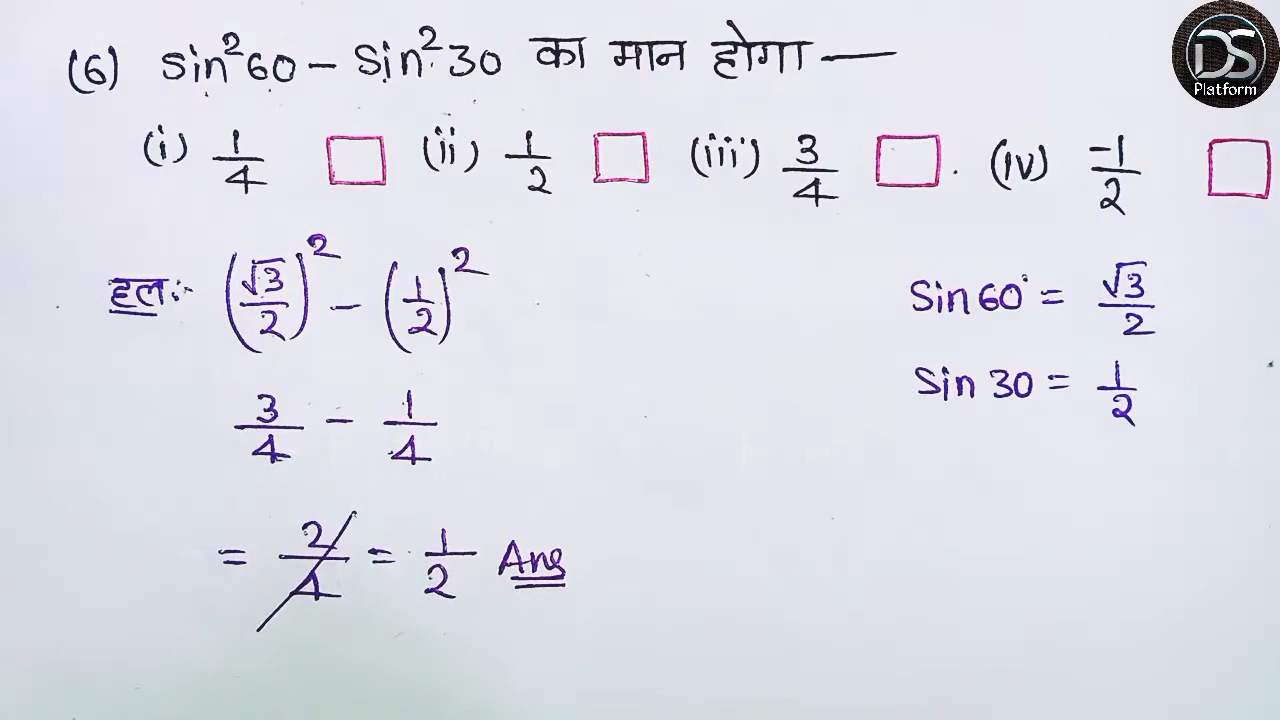 DS
Platform
(6) Sin²60 – Sin²30 का मान होगा —
(i) 1/4 (ii) 1/2 (iii) 3/4 . (iv) -1/2
हलः- (√3/2)² – (1/2)² Sin60° = √3/2
3/4 – 1/4 Sin 30 = 1/2
= 2/4 = 1/2 Ans